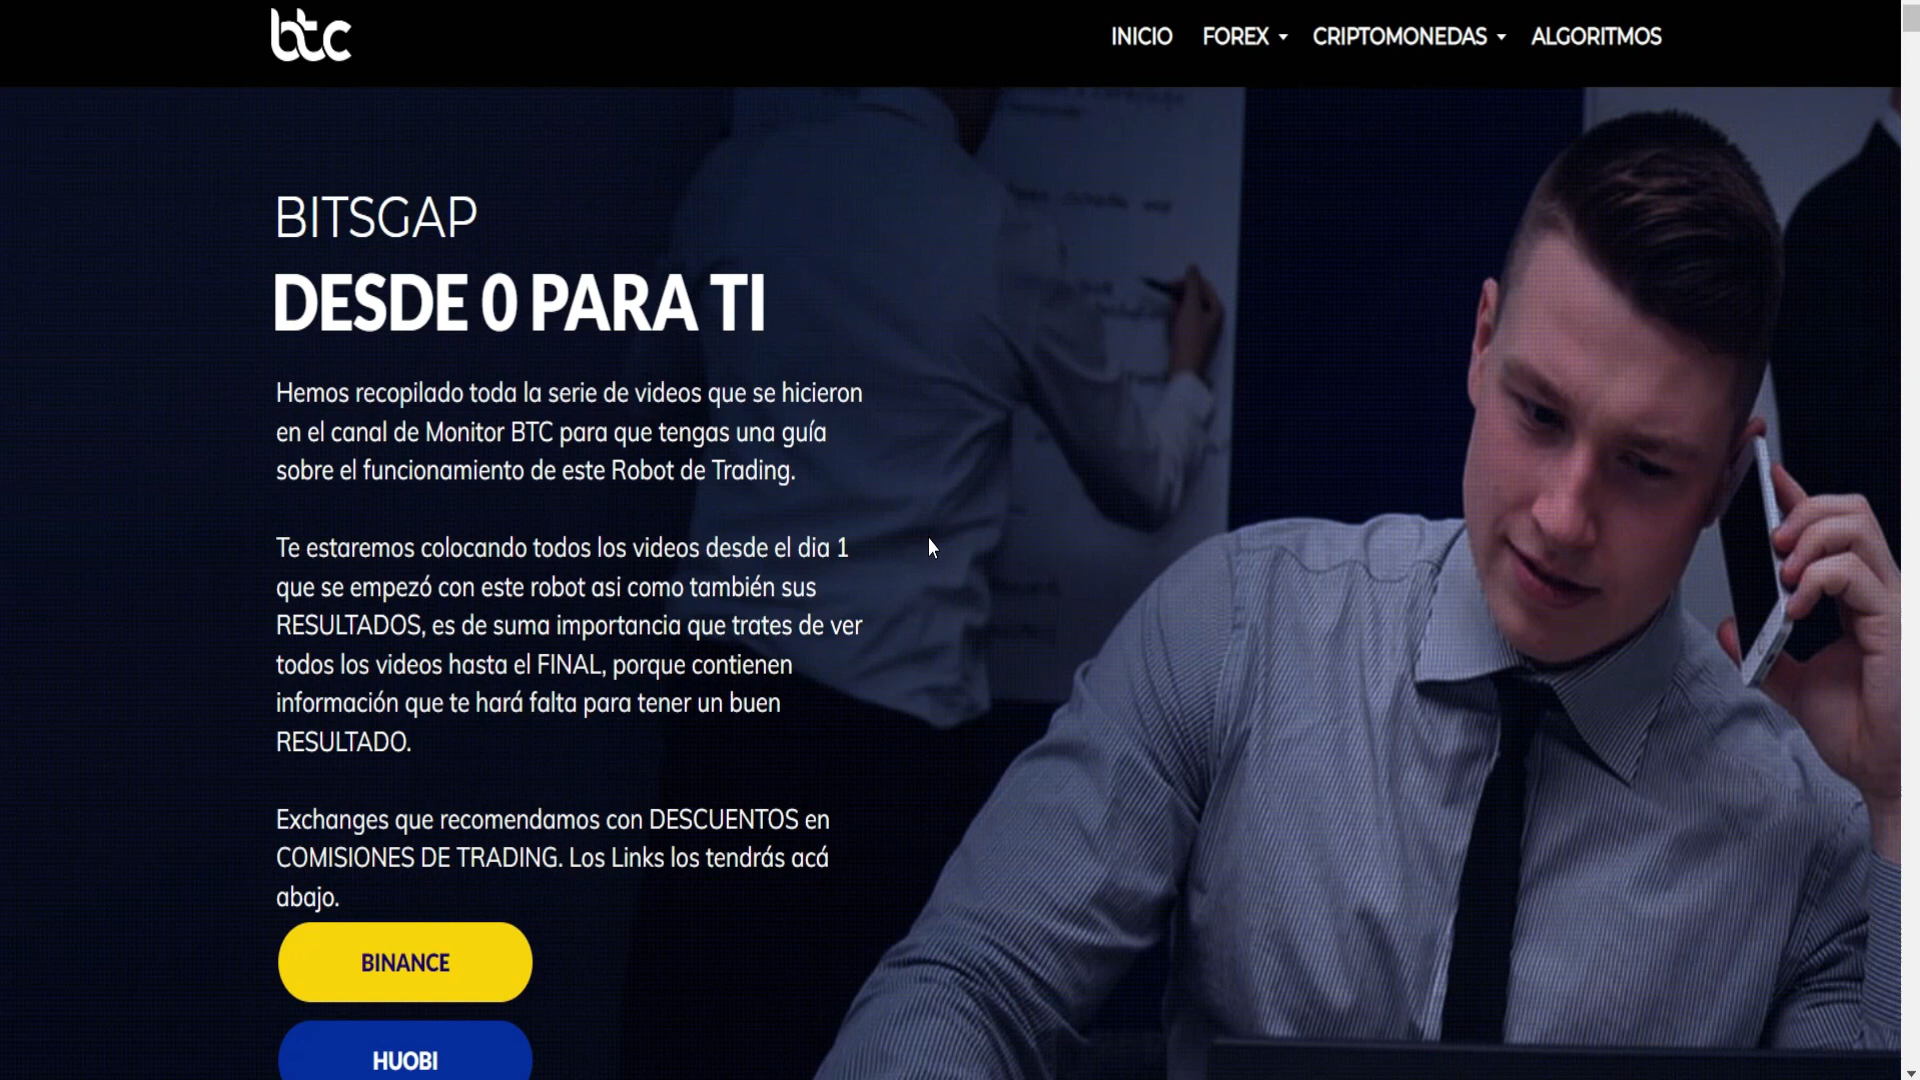 btc
INICIO FOREX CRIPTOMONEDAS ALGORITMOS
BITSGAP
DESDE 0 PARA TI
Hemos recopilado toda la serie de videos que se hicieron
en el canal de Monitor BTC para que tengas una guía
sobre el funcionamiento de este Robot de Trading.
Te estaremos colocando todos los videos desde el dia 1
que se empezó con este robot asi como también sus
RESULTADOS, es de suma importancia que trates de ver
todos los videos hasta el FINAL, porque contienen
información que te hará falta para tener un buen
RESULTADO.
Exchanges que recomendamos con DESCUENTOS en
COMISIONES DE TRADING. Los Links los tendrás acá
abajo.
BINANCE
HUOBI